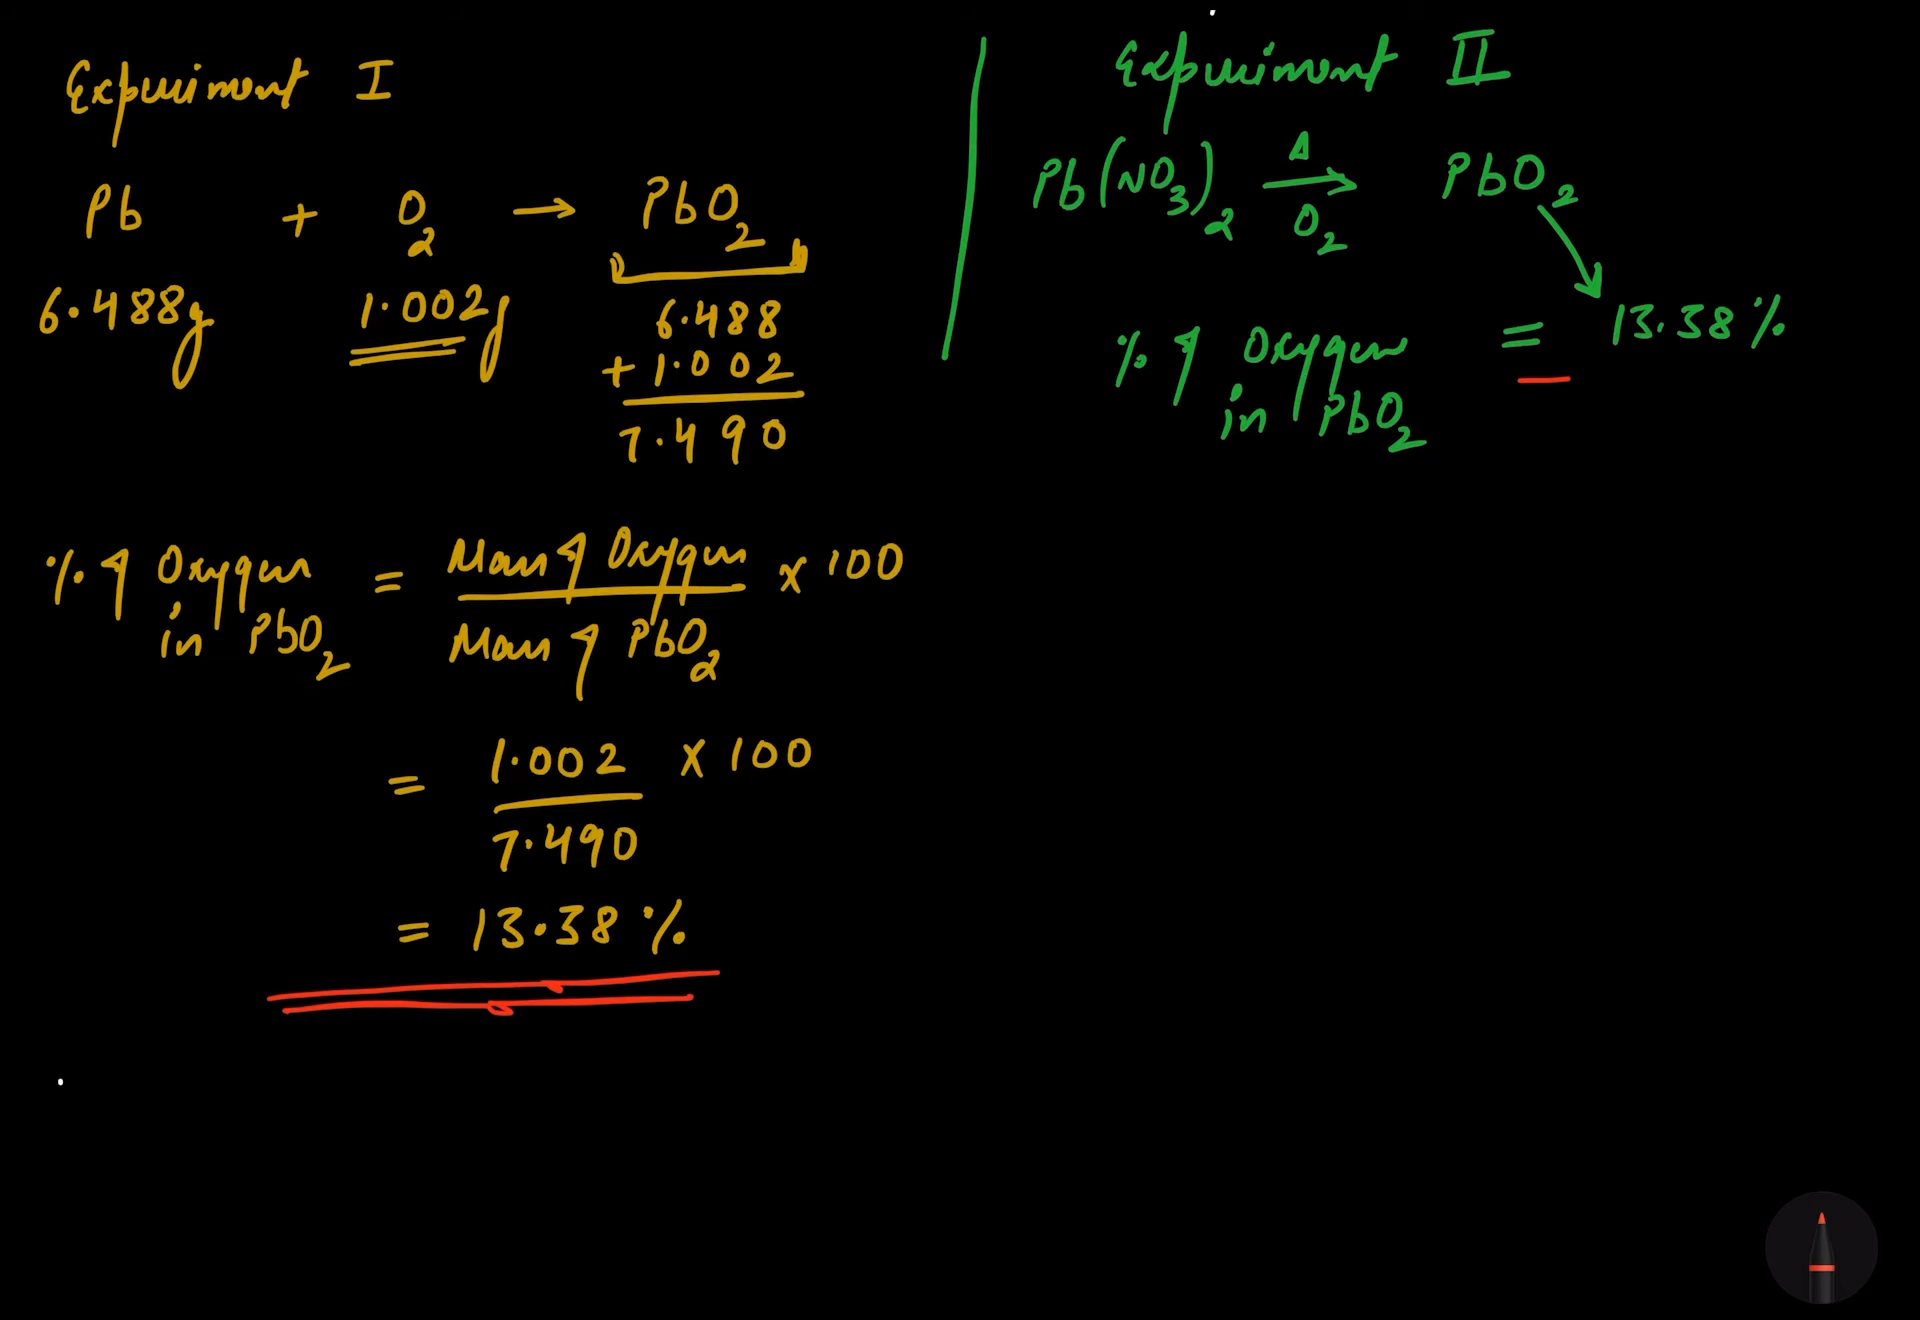 Experiment I
Pb + O2 → PbO2
6.488g 1.002g 6.488
+ 1.002
7.490
% of Oxygen in PbO2 = Mass of Oxygen / Mass of PbO2 x 100
= 1.002 / 7.490 x 100
= 13.38 %
Experiment II
Pb(NO3)2 Δ → O2 PbO2
% of Oxygen in PbO2 = 13.38 %